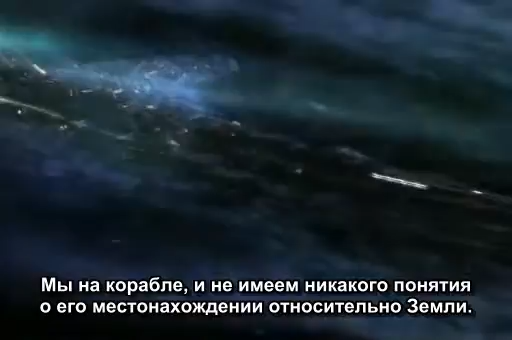 Мы на корабле, и не имеем никакого понятия
о его местонахождении относительно Земли.